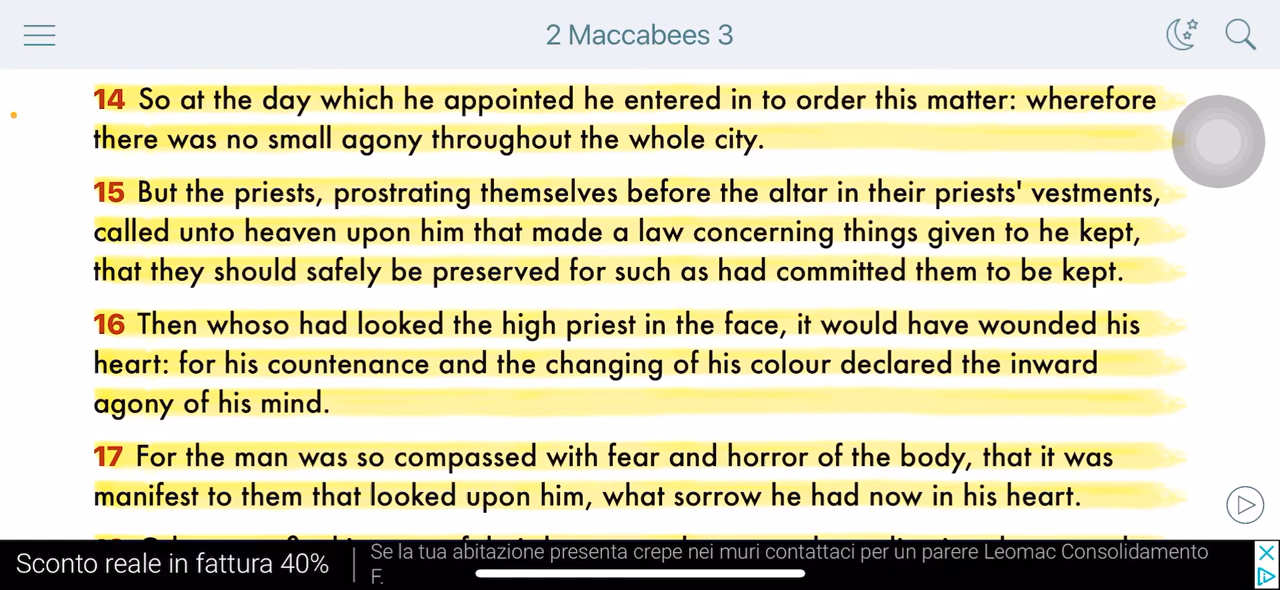 2 Maccabees 3
14 So at the day which he appointed he entered in to order this matter: wherefore
there was no small agony throughout the whole city.
15 But the priests, prostrating themselves before the altar in their priests' vestments,
called unto heaven upon him that made a law concerning things given to he kept,
that they should safely be preserved for such as had committed them to be kept.
16 Then whoso had looked the high priest in the face, it would have wounded his
heart: for his countenance and the changing of his colour declared the inward
agony of his mind.
17 For the man was so compassed with fear and horror of the body, that it was
manifest to them that looked upon him, what sorrow he had now in his heart.
Sconto reale in fattura 40%
Se la tua abitazione presenta crepe nei muri contattaci per un parere Leomac Consolidamento
F.